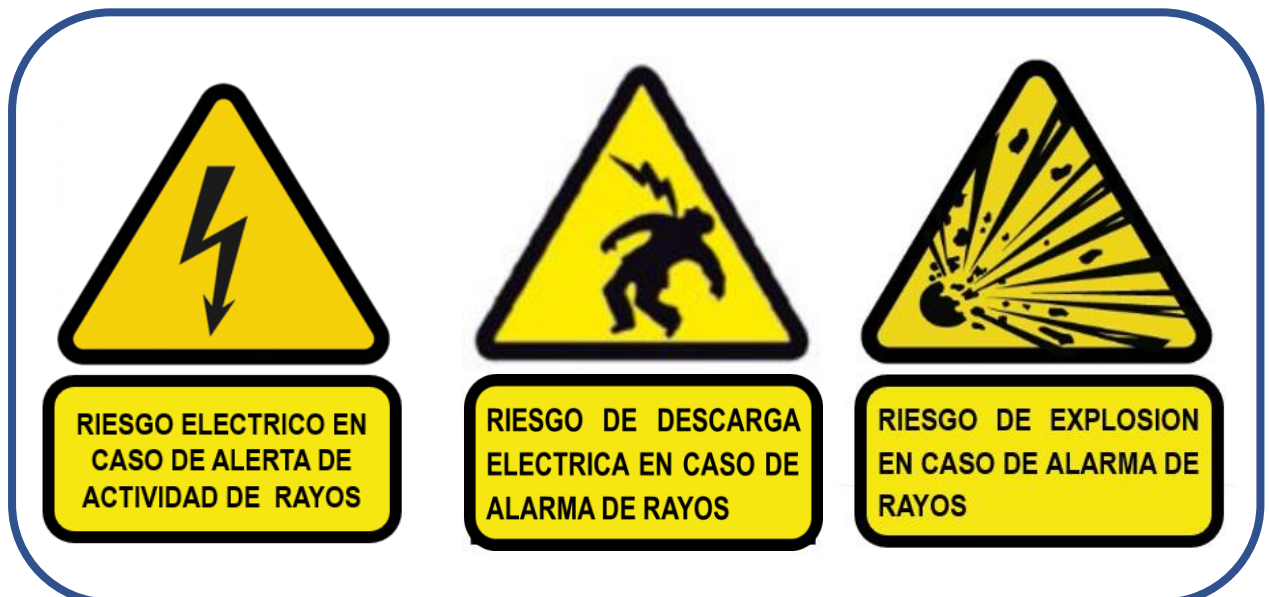 RIESGO ELECTRICO EN
CASO DE ALERTA DE
ACTIVIDAD DE RAYOS
RIESGO DE DESCARGA
ELECTRICA EN CASO DE
ALARMA DE RAYOS
RIESGO DE EXPLOSION
EN CASO DE ALARMA DE
RAYOS